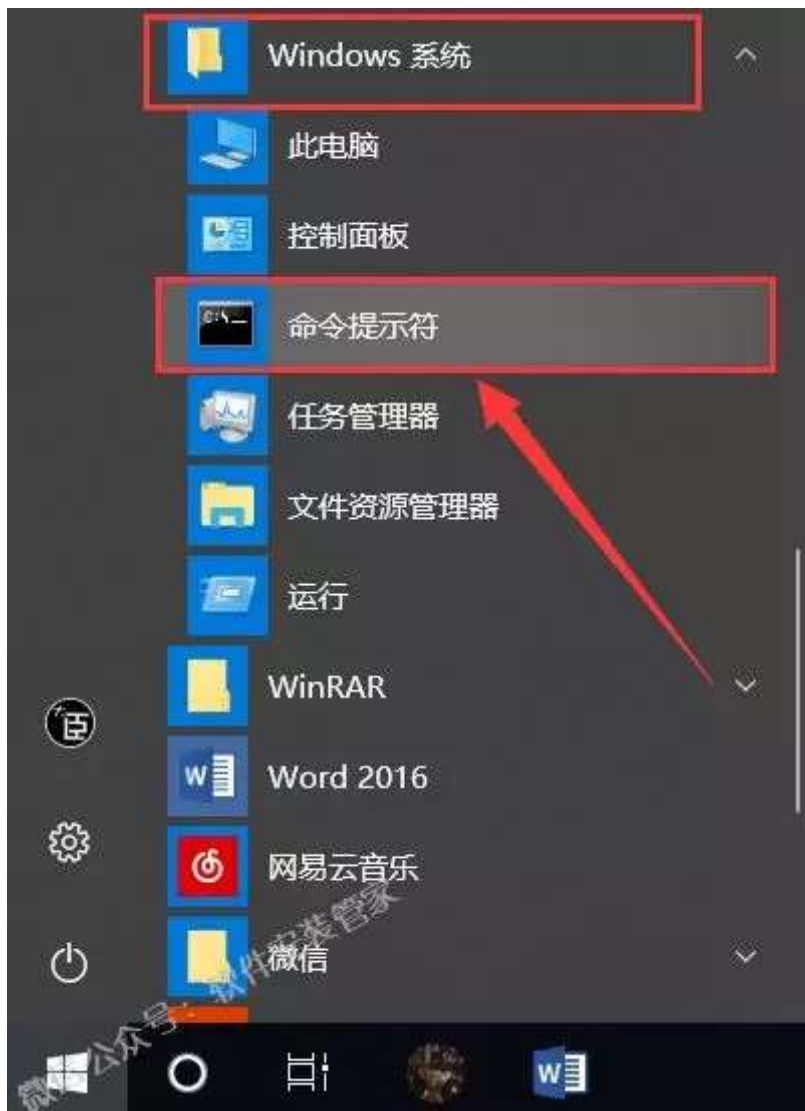 Windows 系统
此电脑
控制面板
C:\_
命令提示符
任务管理器
文件资源管理器
运行
WinRAR
臣
W
Word 2016
网易云音乐
微信
微信公众号：软件安装管家
W